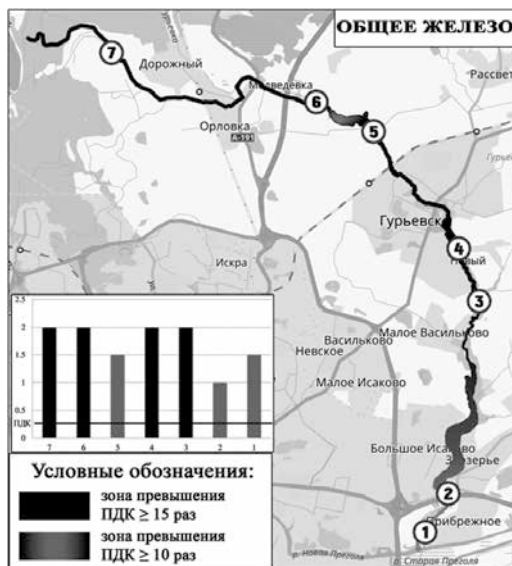 ОБЩЕЕ ЖЕЛЕЗО
Гурьевка
7
Дорожный
Медведевка
Рассвет
6
Орловка
А-191
5
Гурьевск
4
Новый
Искра
3
Малое Васильково
Васильково
Невское
Малое Исаково
Большое Исаково
2
Прибрежное
1
р. Новая Преголя
р. Старая Преголя
2.5
2
1.5
1
0.5
ПДК
0
7 6 5 4 3 2 1
Условные обозначения:
зона превышения
ПДК ≥ 15 раз
зона превышения
ПДК ≥ 10 раз